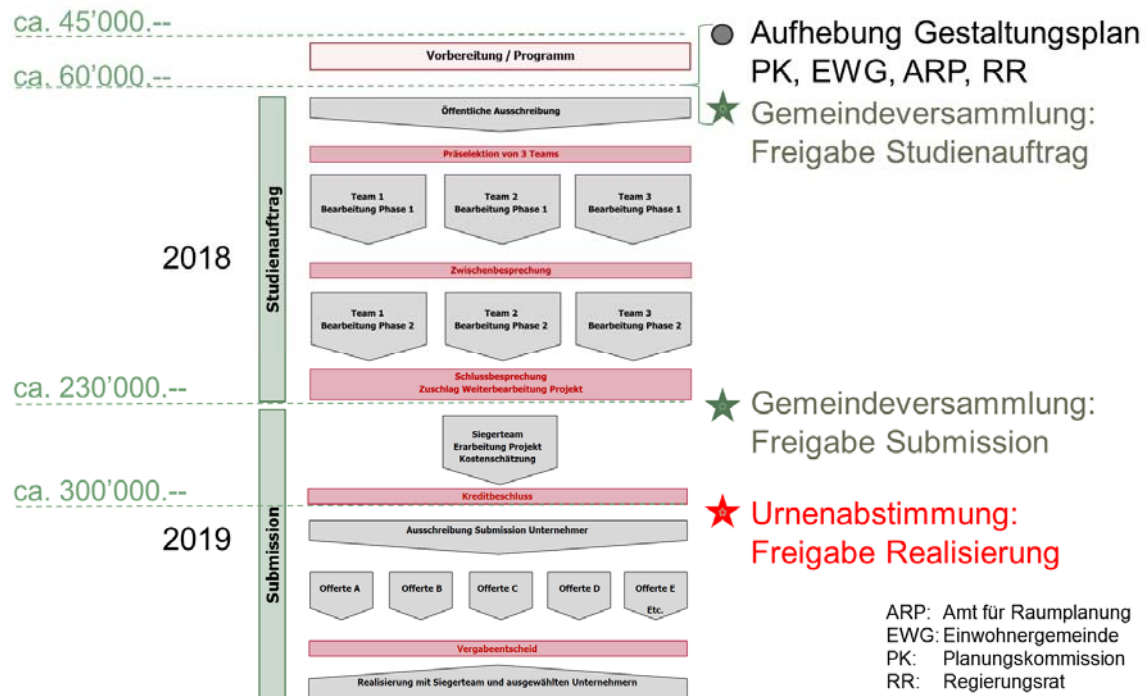 ca. 45'000.--
Vorbereitung / Programm
ca. 60'000.--
Aufhebung Gestaltungsplan
PK, EWG, ARP, RR
Öffentliche Ausschreibung
Gemeindeversammlung:
Freigabe Studienauftrag
Präselektion von 3 Teams
Studienauftrag
2018
Team 1
Bearbeitung Phase 1
Team 2
Bearbeitung Phase 1
Team 3
Bearbeitung Phase 1
Zwischenbesprechung
Team 1
Bearbeitung Phase 2
Team 2
Bearbeitung Phase 2
Team 3
Bearbeitung Phase 2
Schlussbesprechung
Zuschlag Weiterbearbeitung Projekt
ca. 230'000.--
Gemeindeversammlung:
Freigabe Submission
Siegerteam
Erarbeitung Projekt
Kostenschätzung
ca. 300'000.--
Kreditbeschluss
Urnenabstimmung:
Freigabe Realisierung
2019
Submission
Ausschreibung Submission Unternehmer
Offerte A
Offerte B
Offerte C
Offerte D
Offerte E
Etc.
Vergabeentscheid
Realisierung mit Siegerteam und ausgewählten Unternehmern
ARP: Amt für Raumplanung
EWG: Einwohnergemeinde
PK: Planungskommission
RR: Regierungsrat